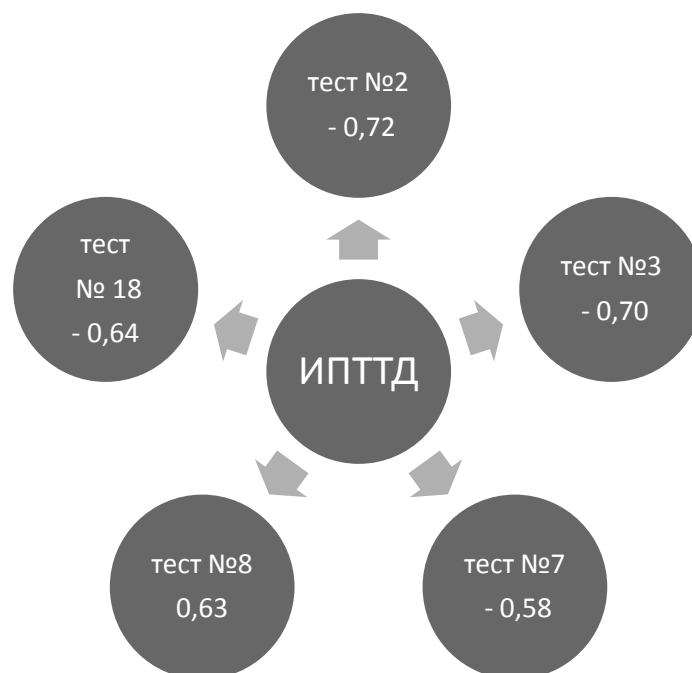 тест №2
- 0,72
тест №3
- 0,70
тест №7
- 0,58
тест №8
0,63
тест
№ 18
- 0,64
ИПТТД